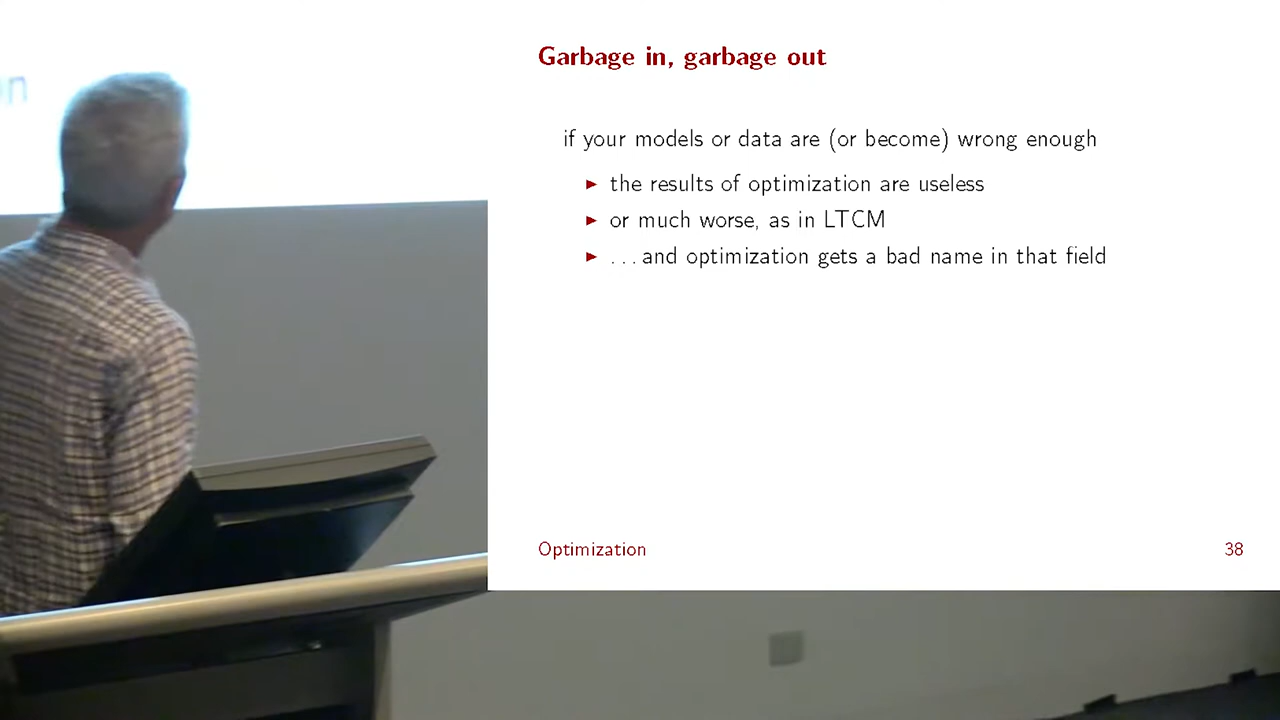 Garbage in, garbage out
if your models or data are (or become) wrong enough
► the results of optimization are useless
► or much worse, as in LTCM
► ...and optimization gets a bad name in that field
Optimization
38